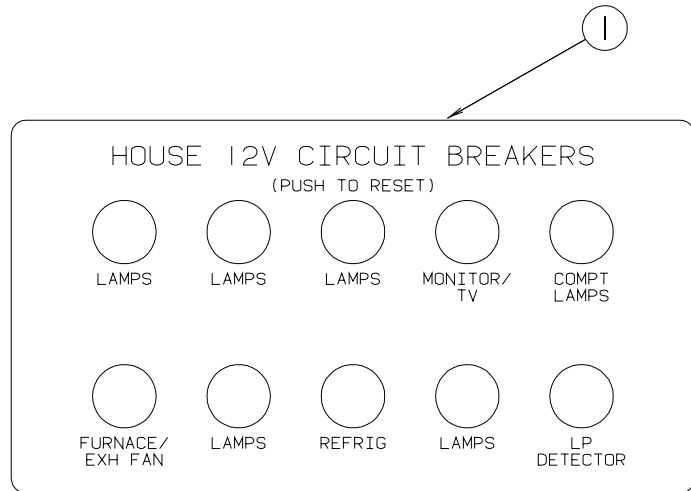 1
HOUSE 12V CIRCUIT BREAKERS
(PUSH TO RESET)
LAMPS LAMPS LAMPS MONITOR/ COMPT
TV LAMPS
FURNACE/ LAMPS REFRIG LAMPS LP
EXH FAN DETECTOR